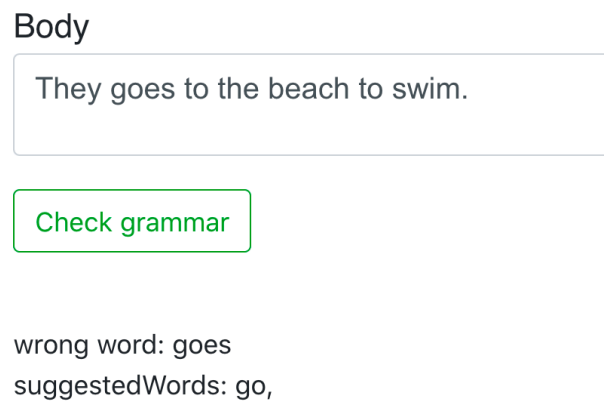 Body
They goes to the beach to swim.
Check grammar
wrong word: goes
suggestedWords: go,